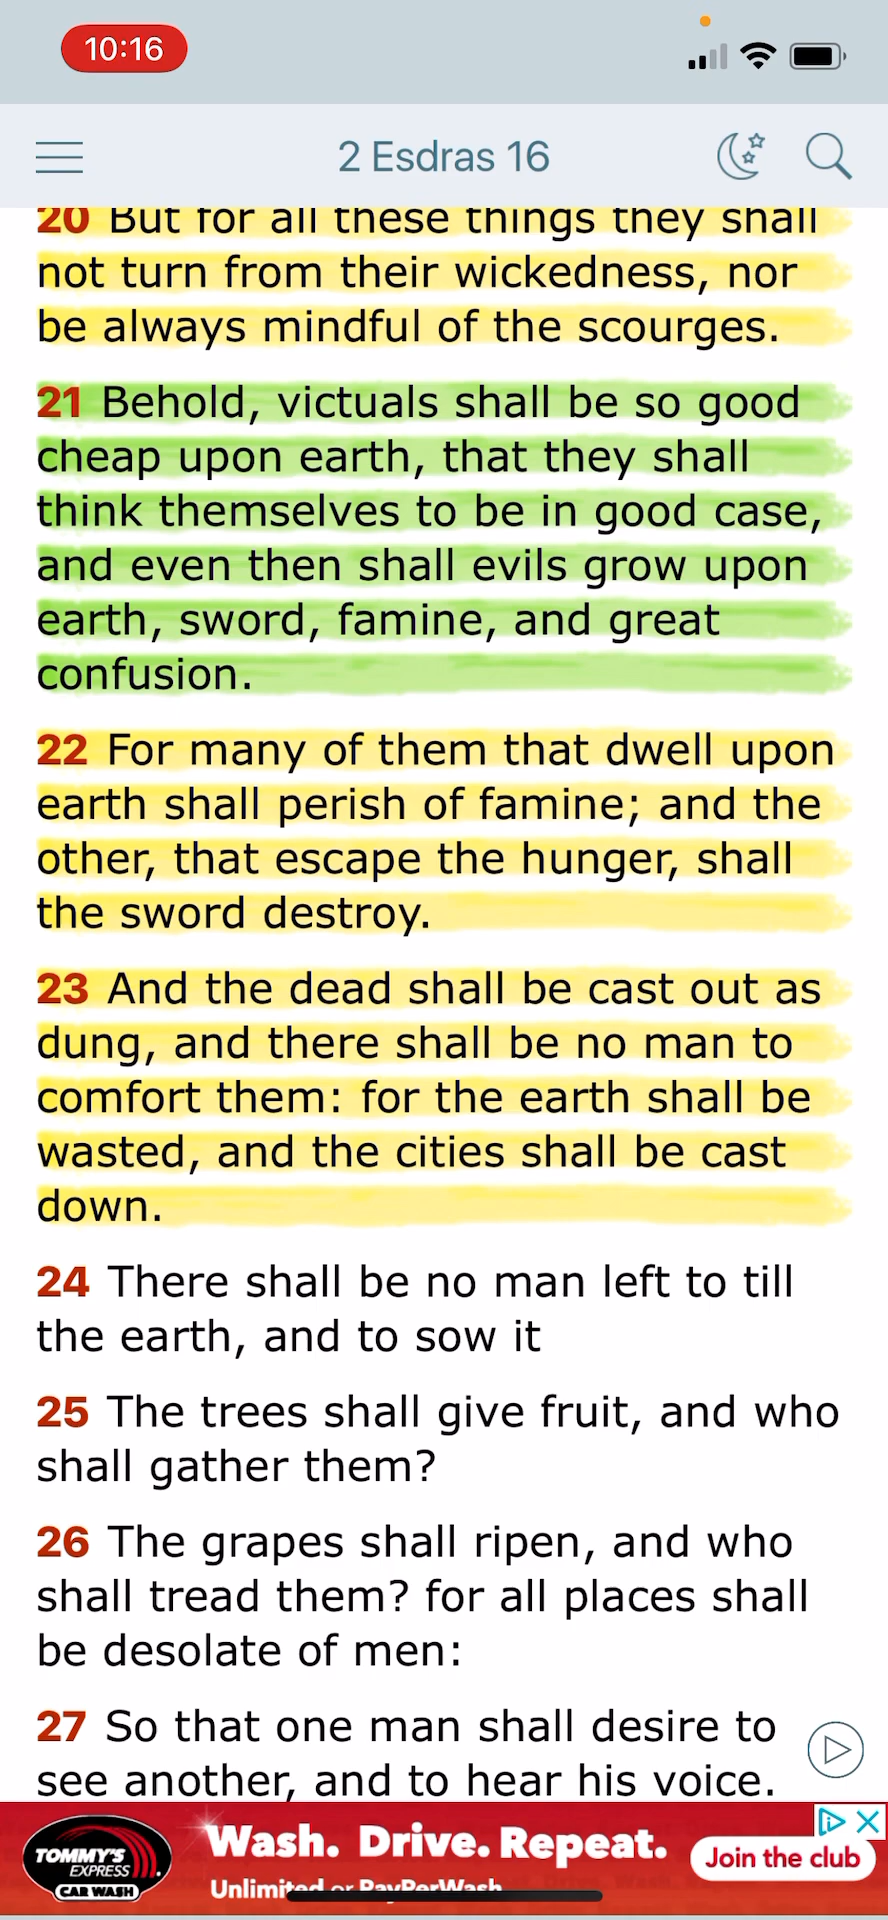 10:16
2 Esdras 16
20 But for all these things they shall
not turn from their wickedness, nor
be always mindful of the scourges.
21 Behold, victuals shall be so good
cheap upon earth, that they shall
think themselves to be in good case,
and even then shall evils grow upon
earth, sword, famine, and great
confusion.
22 For many of them that dwell upon
earth shall perish of famine; and the
other, that escape the hunger, shall
the sword destroy.
23 And the dead shall be cast out as
dung, and there shall be no man to
comfort them: for the earth shall be
wasted, and the cities shall be cast
down.
24 There shall be no man left to till
the earth, and to sow it
25 The trees shall give fruit, and who
shall gather them?
26 The grapes shall ripen, and who
shall tread them? for all places shall
be desolate of men:
27 So that one man shall desire to
see another, and to hear his voice.
TOMMY'S
EXPRESS
CAR WASH
Wash. Drive. Repeat.
Unlimited or PayPerWash
Join the club